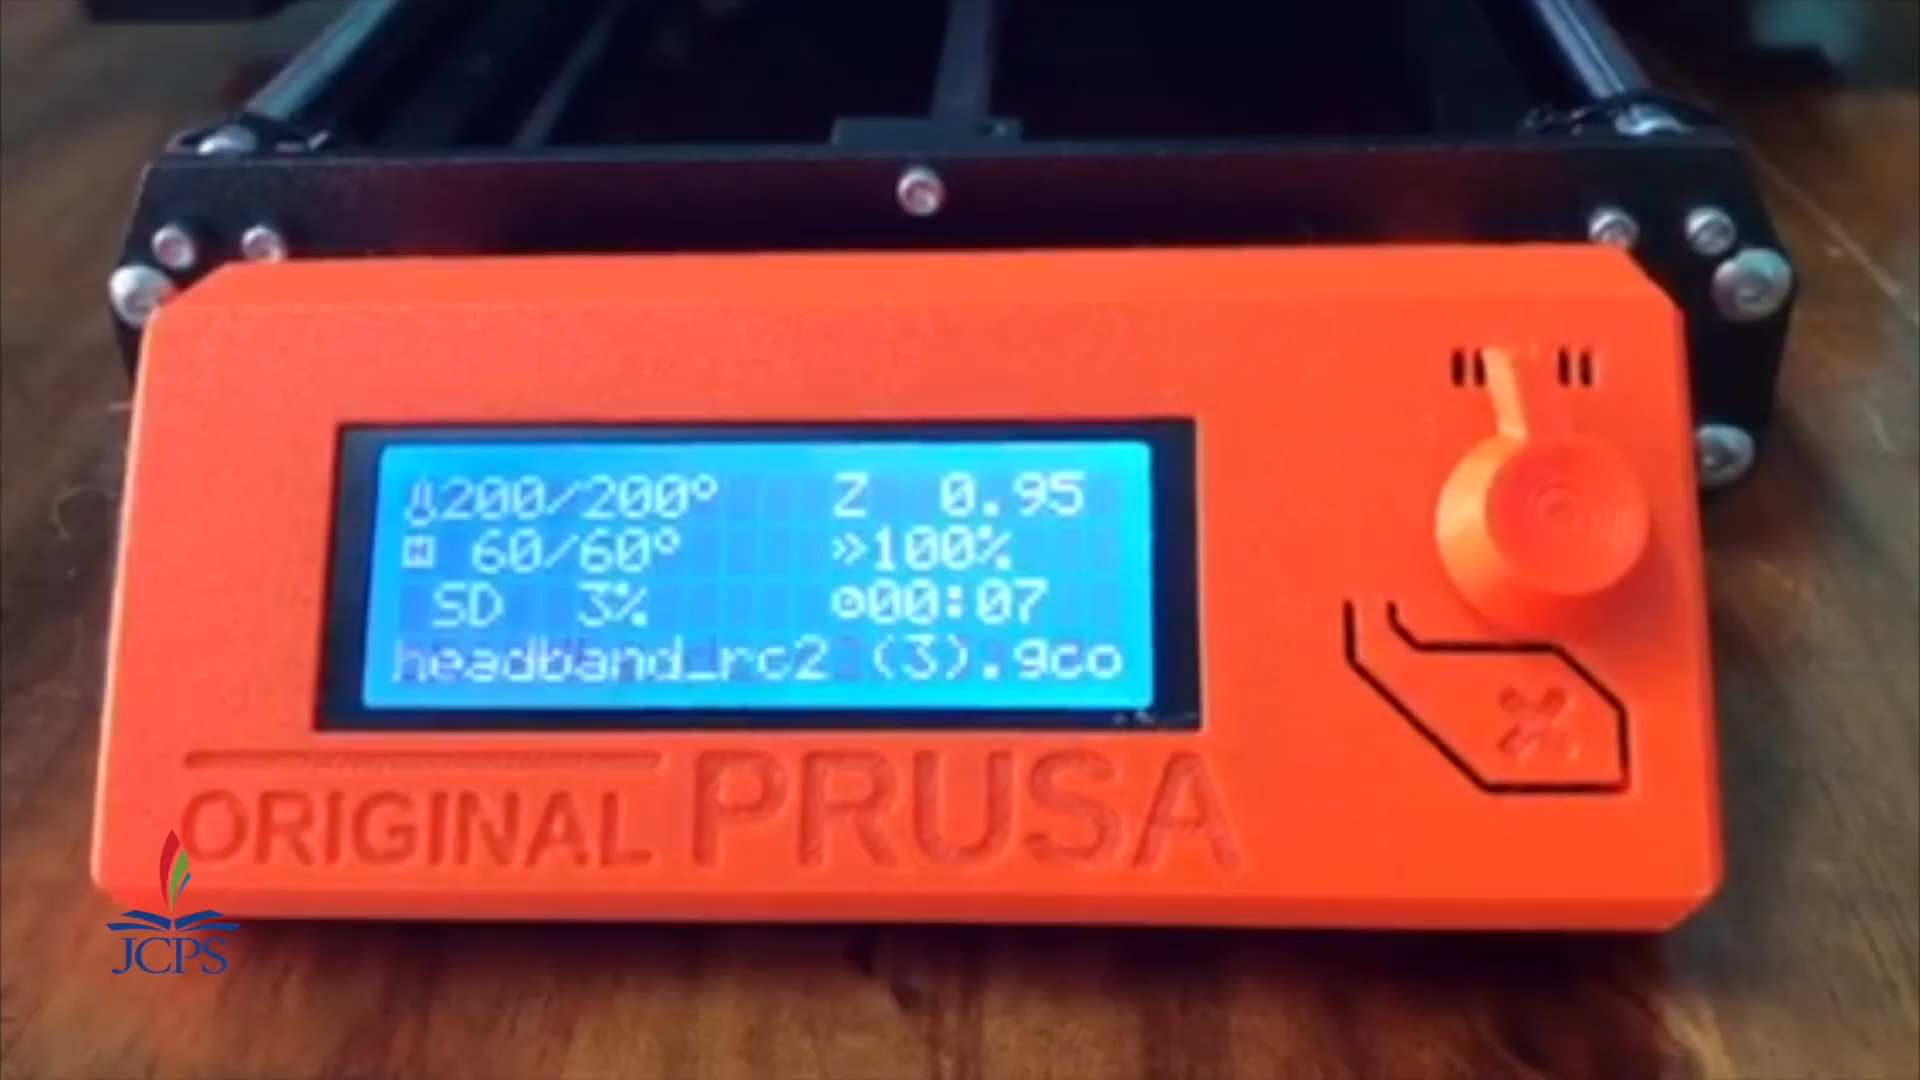 200/200° Z 0.95
60/60° »100%
SD 3% 00:07
headband_rc2 (3).gco
ORIGINAL PRUSA
JCPS